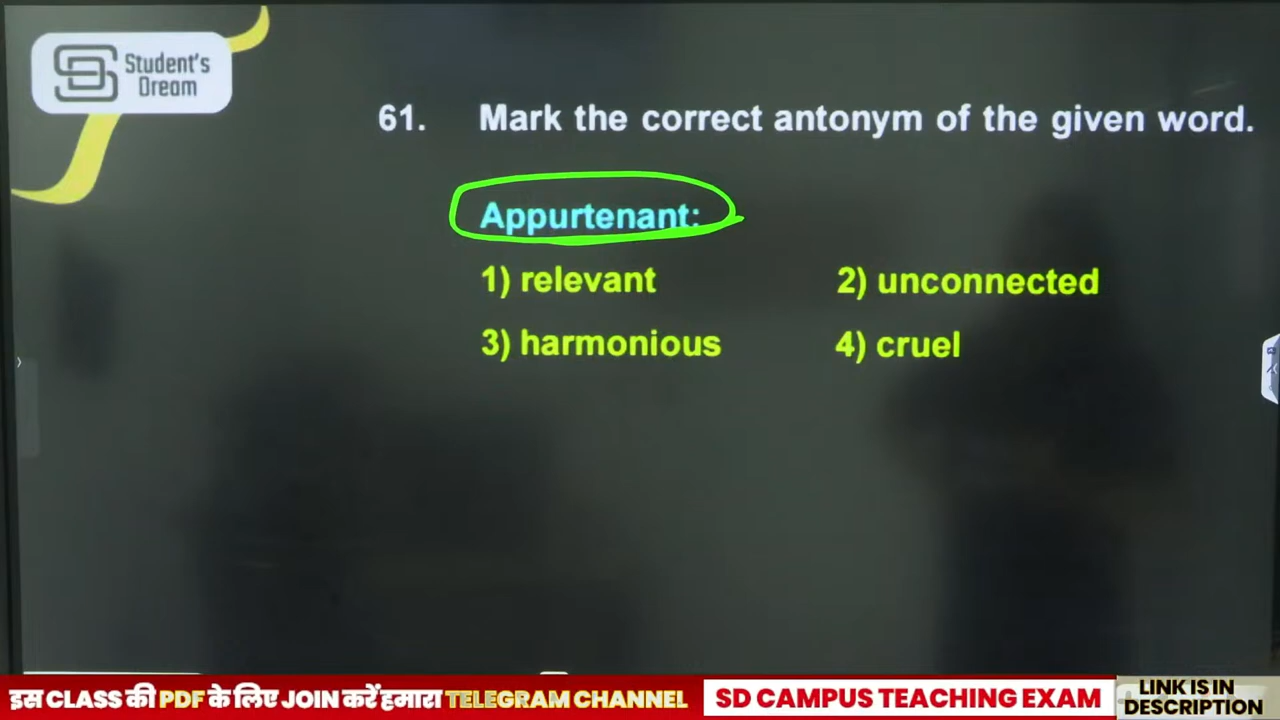 Student's
Dream
61. Mark the correct antonym of the given word.
Appurtenant:
1) relevant 2) unconnected
3) harmonious 4) cruel
इस CLASS की PDF के लिए JOIN करें हमारा TELEGRAM CHANNEL
SD CAMPUS TEACHING EXAM
LINK IS IN
DESCRIPTION